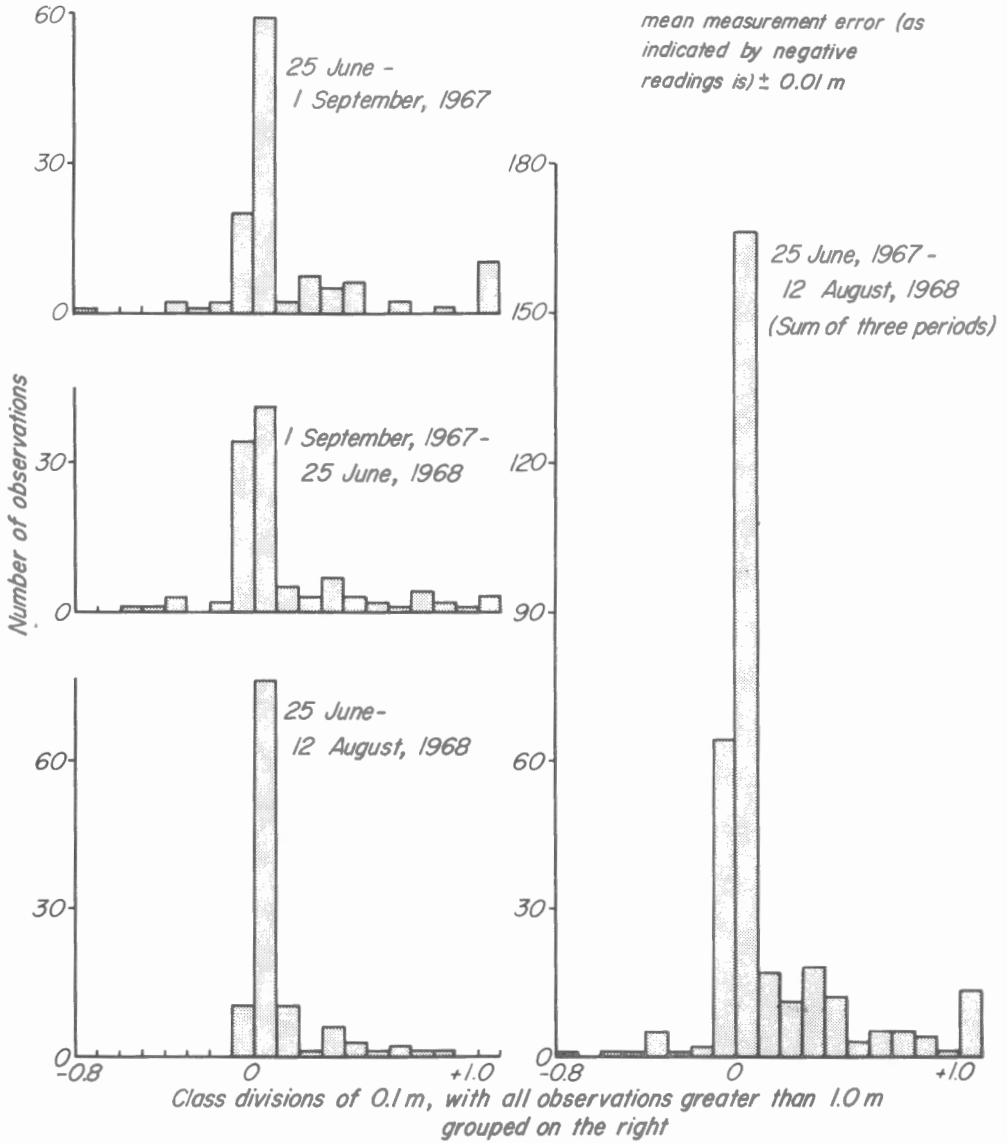 mean measurement error (as
indicated by negative
readings is) ± 0.01 m
60
30
0
25 June -
1 September, 1967
30
0
1 September, 1967-
25 June, 1968
60
30
0
25 June-
12 August, 1968
-0.8
0
+1.0
Number of observations
180
150
120
90
60
30
0
25 June, 1967-
12 August, 1968
(Sum of three periods)
-0.8
0
+1.0
Class divisions of 0.1 m, with all observations greater than 1.0 m
grouped on the right